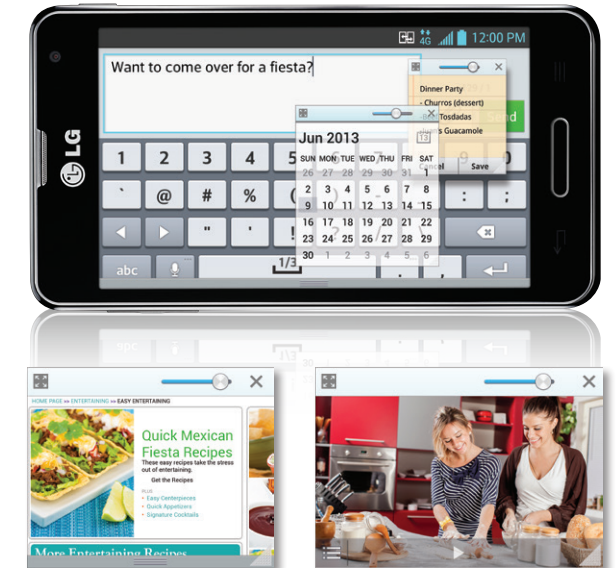 4G 12:00 PM
LG
Want to come over for a fiesta?
Dinner Party
- Churros (dessert)
Tosdadas
Guacamole
Send
Cancel Save
Jun 2013
13
SUN MON TUE WED THU FRI SAT
26 27 28 29 30 31 1
2 3 4 5 6 7 8
9 10 11 12 13 14 15
16 17 18 19 20 21 22
23 24 25 26 27 28 29
30 1 2 3 4 5 6
1 2 3 4 5 9 0
` @ # % ( : ;
" ' !
abc 1/3 . ,
HOME PAGE >> ENTERTAINING >> EASY ENTERTAINING
Quick Mexican
Fiesta Recipes
These easy recipes take the stress
out of entertaining.
Get the Recipes
PLUS
• Easy Centerpieces
• Quick Appetizers
• Signature Cocktails
More Entertaining Recipes